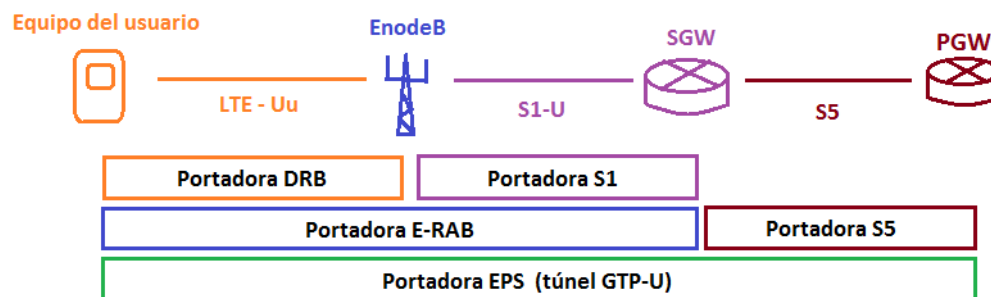 Equipo del usuario
EnodeB
SGW
PGW
LTE - Uu
S1-U
S5
Portadora DRB
Portadora S1
Portadora E-RAB
Portadora S5
Portadora EPS (túnel GTP-U)